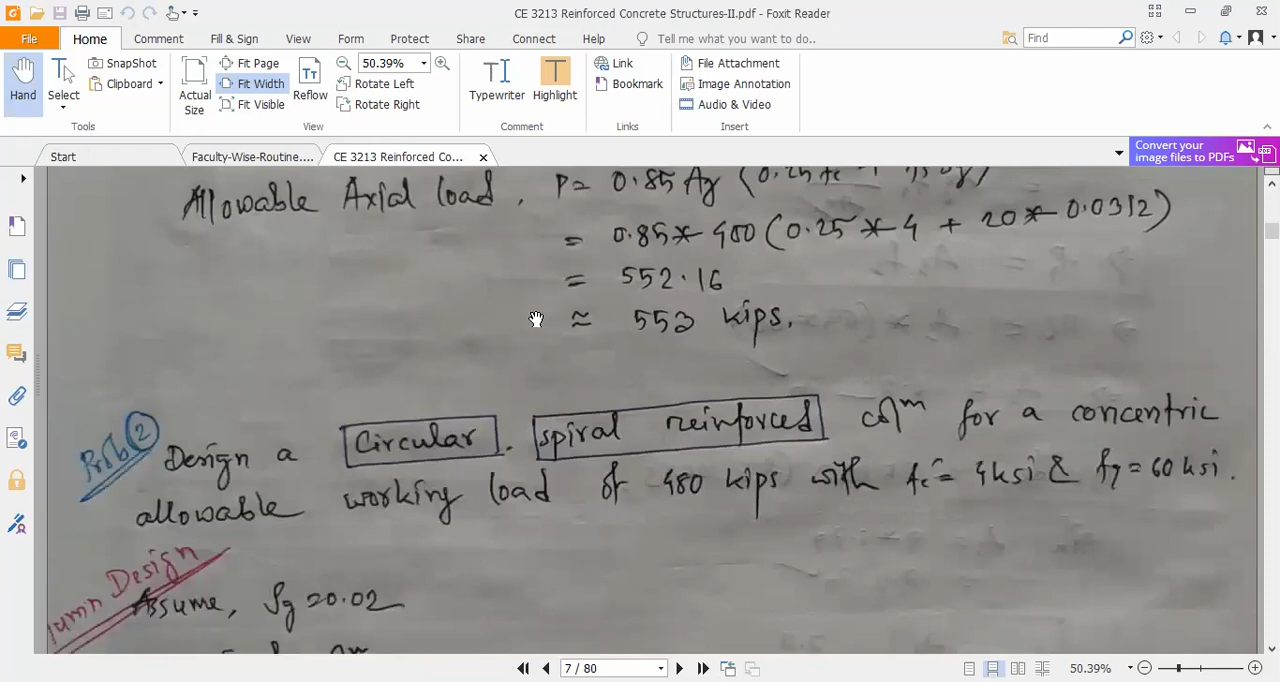 CE 3213 Reinforced Concrete Structures-II.pdf - Foxit Reader
File Home Comment Fill & Sign View Form Protect Share Connect Help Tell me what you want to do.. Find
Hand
Select
SnapShot
Clipboard
Actual Size
Fit Page
Fit Width
Fit Visible
Reflow
50.39%
Rotate Left
Rotate Right
Typewriter
Highlight
Link
Bookmark
File Attachment
Image Annotation
Audio & Video
Tools View Comment Links Insert
Start Faculty-Wise-Routine.... CE 3213 Reinforced Co...
Convert your
image files to PDFs
PDF
Allowable Axial load, P = 0.85 Ag (0.25
= 0.85 * 400 (0.25 * 4 + 20 * 0.0312)
= 552.16
≈ 553 kips.
Prob 2
Design a Circular. spiral reinforced colm for a concentric
allowable working load of 480 kips with fc' = 4ksi & fy = 60ksi.
Design
Assume, ρg = 0.02
7 / 80
50.39%